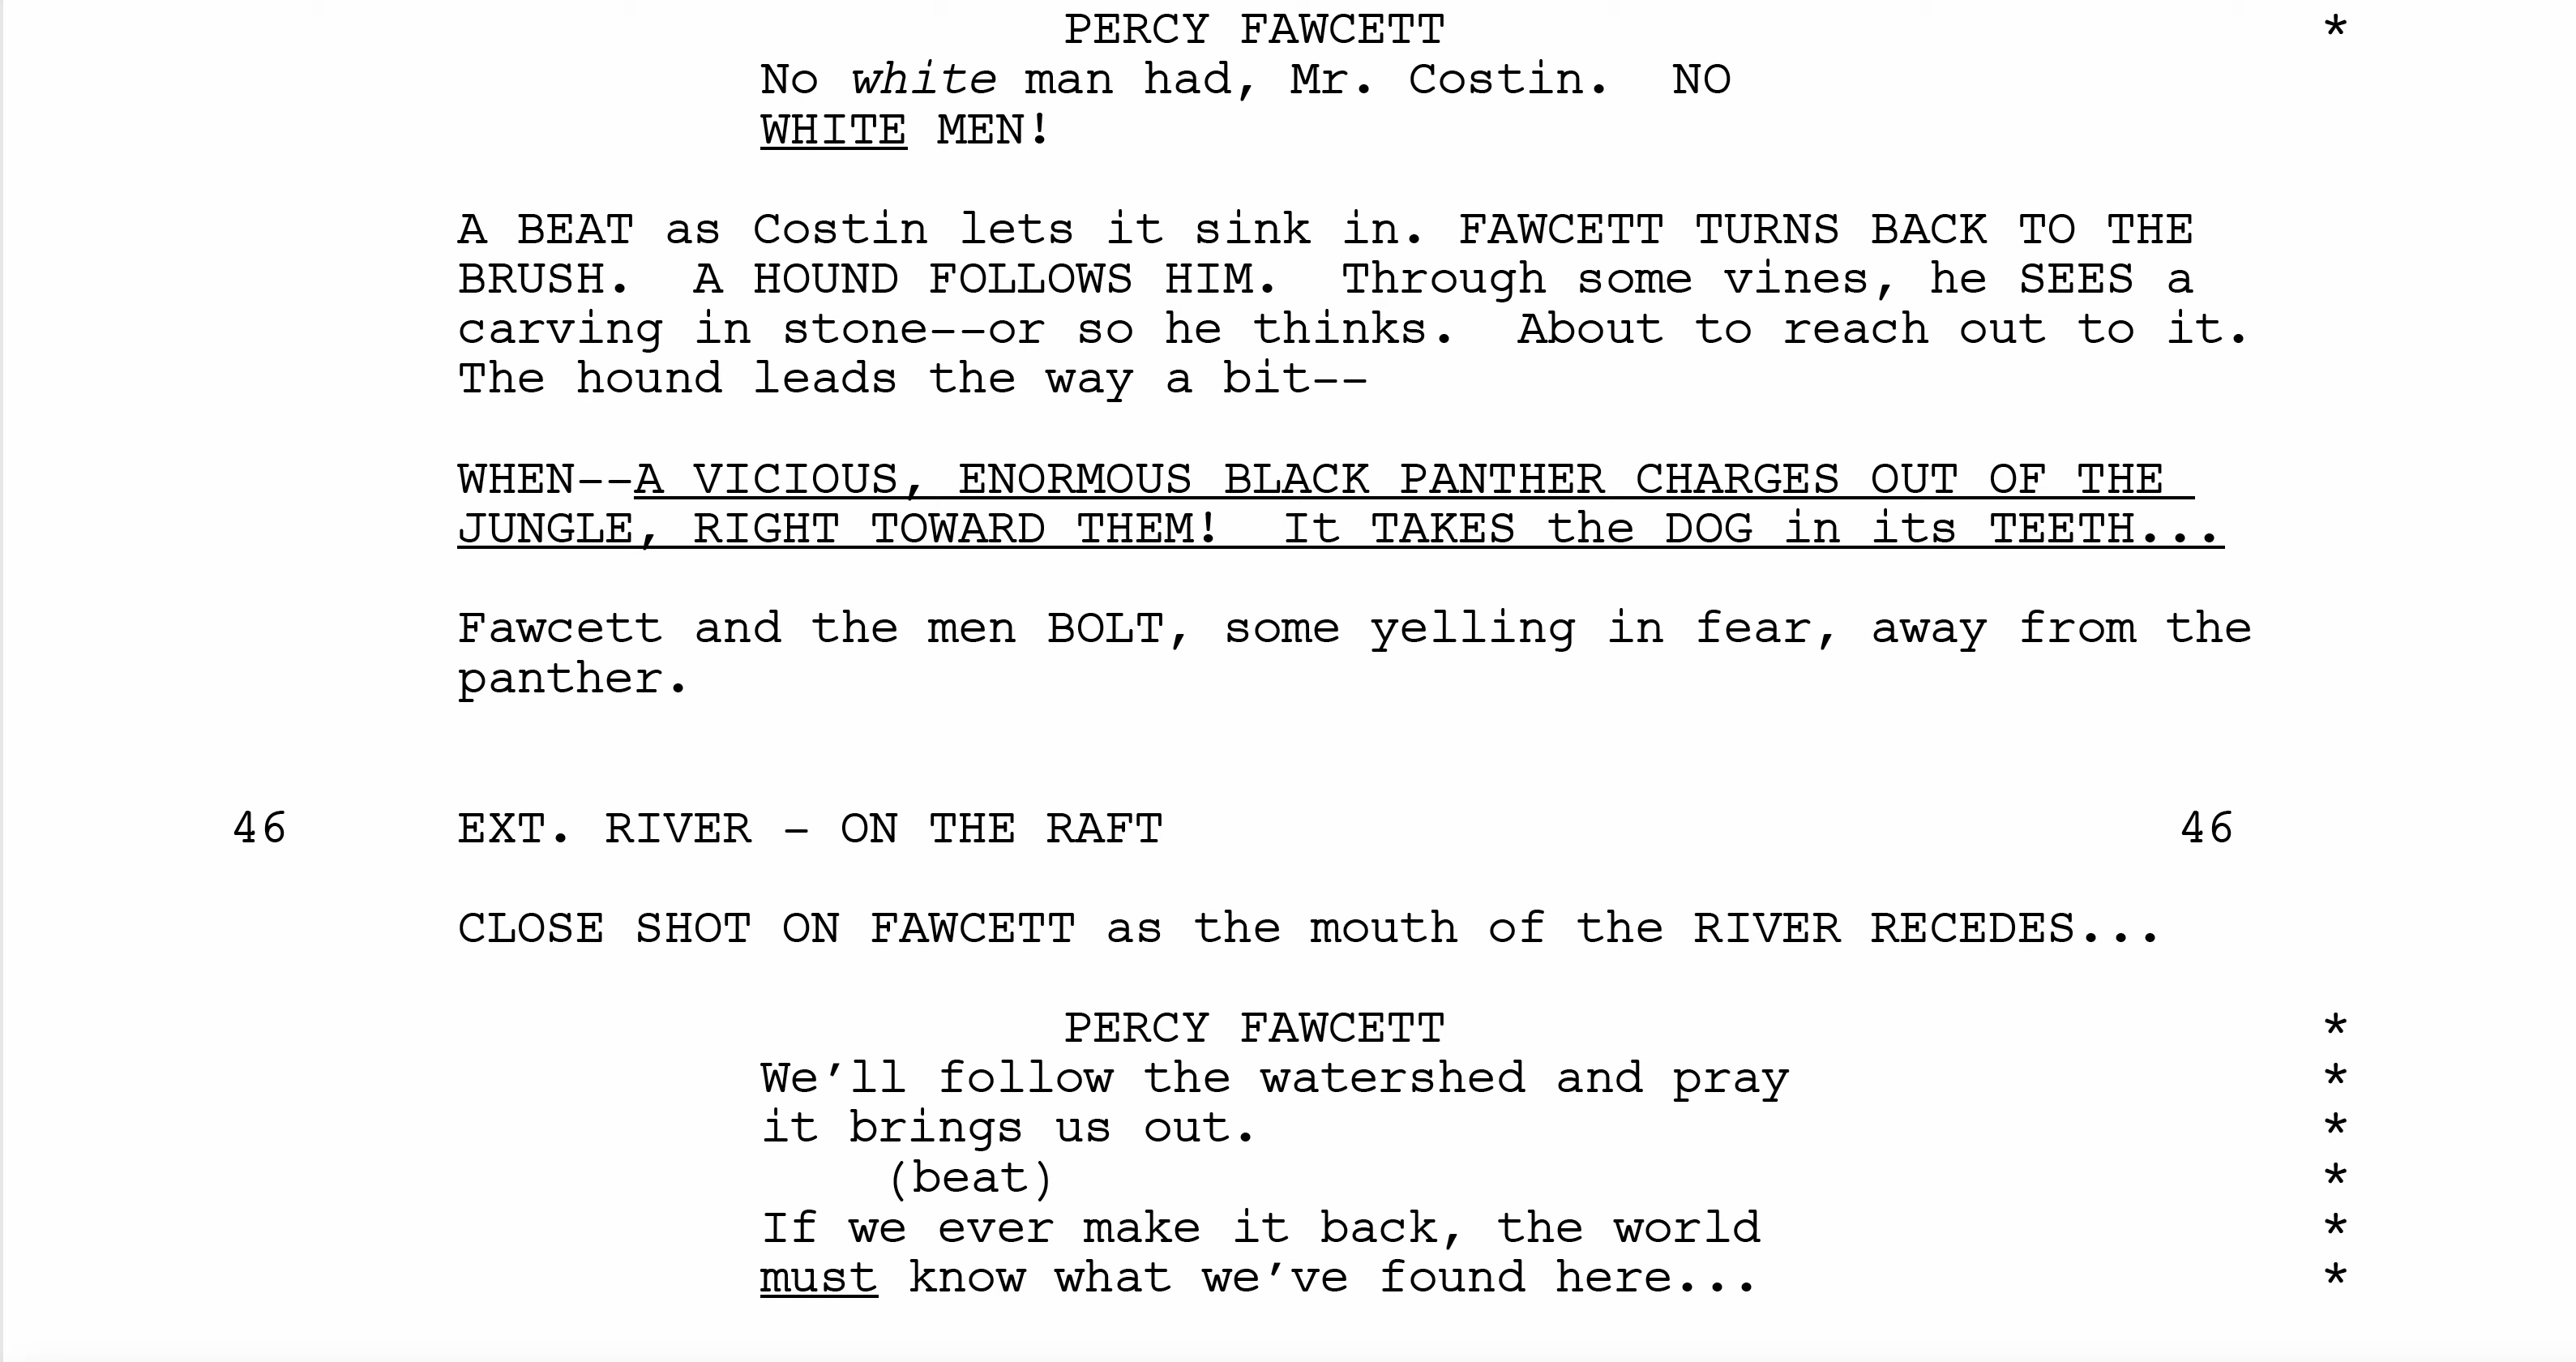 PERCY FAWCETT *
No white man had, Mr. Costin.  NO
WHITE MEN!
A BEAT as Costin lets it sink in. FAWCETT TURNS BACK TO THE
BRUSH.  A HOUND FOLLOWS HIM.  Through some vines, he SEES a
carving in stone--or so he thinks.  About to reach out to it.
The hound leads the way a bit--
WHEN--A VICIOUS, ENORMOUS BLACK PANTHER CHARGES OUT OF THE
JUNGLE, RIGHT TOWARD THEM!  It TAKES the DOG in its TEETH...
Fawcett and the men BOLT, some yelling in fear, away from the
panther.
46 EXT. RIVER - ON THE RAFT 46
CLOSE SHOT ON FAWCETT as the mouth of the RIVER RECEDES...
PERCY FAWCETT *
We’ll follow the watershed and pray *
it brings us out. *
(beat) *
If we ever make it back, the world *
must know what we’ve found here... *